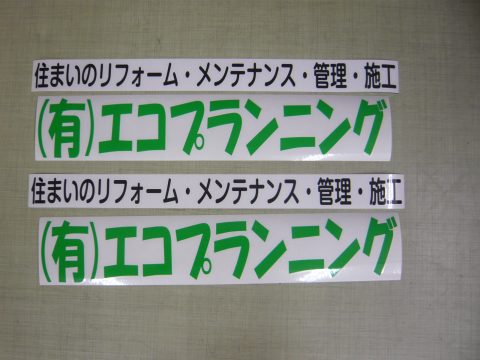 住まいのリフォーム・メンテナンス・管理・施工
(有)エコプランニング
住まいのリフォーム・メンテナンス・管理・施工
(有)エコプランニング